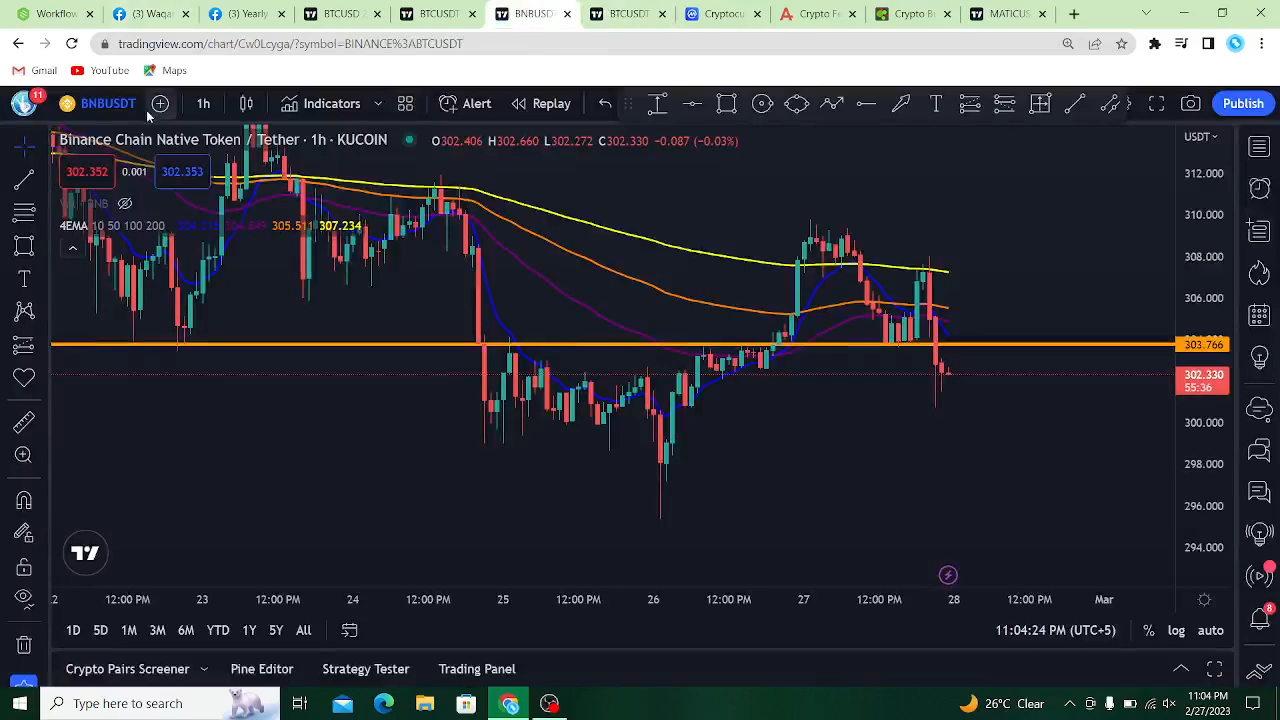 Workflow
(3) Waqa
(3) Waqa
BTCUSD 2
BTCUSDT
BNBUSDT
BTCUSDT
Cryptocu
Crypto Fe
Crypto Bi
MATICUS
tradingview.com/chart/Cw0Lcyga/?symbol=BINANCE%3ABTCUSDT
Gmail
YouTube
Maps
11
BNBUSDT
1h
Indicators
Alert
Replay
Publish
Binance Chain Native Token / Tether · 1h · KUCOIN
O302.406 H302.660 L302.272 C302.330 −0.087 (−0.03%)
USDT
302.352
0.001
302.353
4EMA 10 50 100 200
305.511 307.234
312.000
310.000
308.000
306.000
303.766
302.330
55:36
300.000
298.000
296.000
294.000
2
12:00 PM
23
12:00 PM
24
12:00 PM
25
12:00 PM
26
12:00 PM
27
12:00 PM
28
12:00 PM
Mar
1D 5D 1M 3M 6M YTD 1Y 5Y All
11:04:24 PM (UTC+5)
% log auto
8
Crypto Pairs Screener
Pine Editor
Strategy Tester
Trading Panel
Type here to search
26°C Clear
11:04 PM
2/27/2023